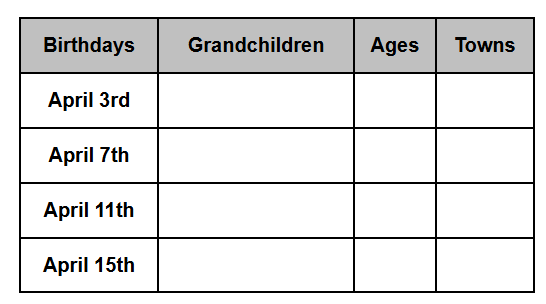 Birthdays Grandchildren Ages Towns
April 3rd
April 7th
April 11th
April 15th